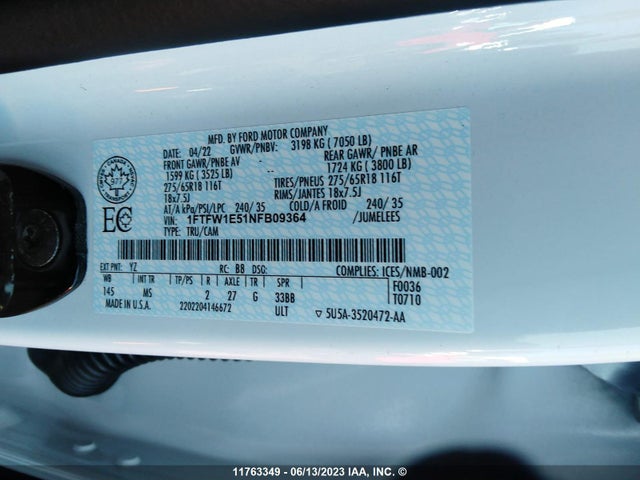 MFD. BY FORD MOTOR COMPANY
04/22 GVWR/PNBV: 3198 KG ( 7050 LB)
FRONT GAWR/ PNBE AV REAR GAWR/ PNBE AR
1599 KG ( 3525 LB) 1724 KG ( 3800 LB)
275/65R18 116T TIRES/PNEUS 275/65R18 116T
18x7.5J RIMS/JANTES 18x7.5J
AT/A kPa/PSI/LPC 240/ 35 COLD/A FROID 240/ 35
VIN: 1FTFW1E51NFB09364 /JUMELEES
TYPE: TRU/CAM
CANADA
EC
EXT PNT: YZ RC: BB DSO: COMPLIES: ICES/NMB-002
WB INT TR TP/PS R AXLE TR SPR F0036
145 MS 2 27 G 33BB T0710
MADE IN U.S.A. 2202204146672 ULT ▽ 5U5A-3520472-AA
11763349 - 06/13/2023 IAA, INC. ©